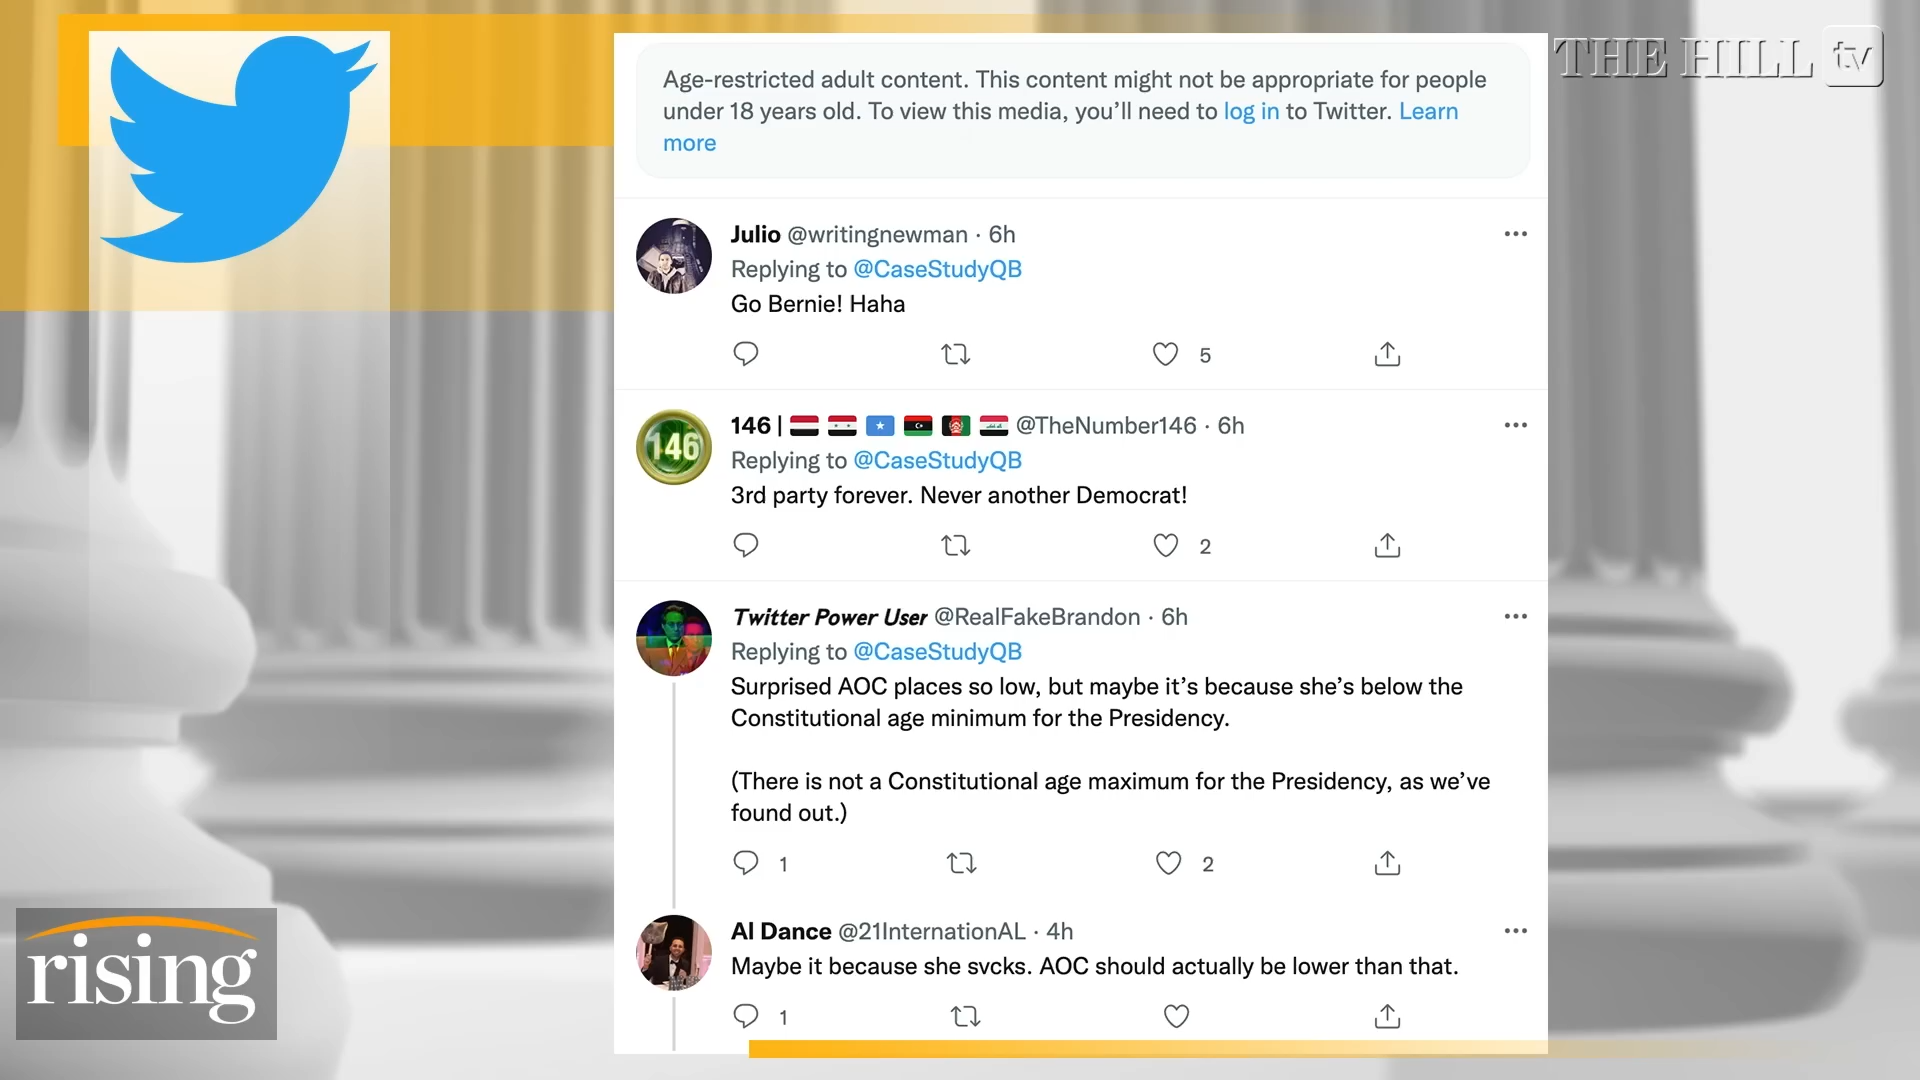 THE HILL tv
Age-restricted adult content. This content might not be appropriate for people
under 18 years old. To view this media, you’ll need to log in to Twitter. Learn
more
Julio @writingnewman · 6h
Replying to @CaseStudyQB
Go Bernie! Haha
5
146
146 | @TheNumber146 · 6h
Replying to @CaseStudyQB
3rd party forever. Never another Democrat!
2
Twitter Power User @RealFakeBrandon · 6h
Replying to @CaseStudyQB
Surprised AOC places so low, but maybe it’s because she’s below the
Constitutional age minimum for the Presidency.
(There is not a Constitutional age maximum for the Presidency, as we’ve
found out.)
1 2
Al Dance @21InternationAL · 4h
Maybe it because she svcks. AOC should actually be lower than that.
1
rising